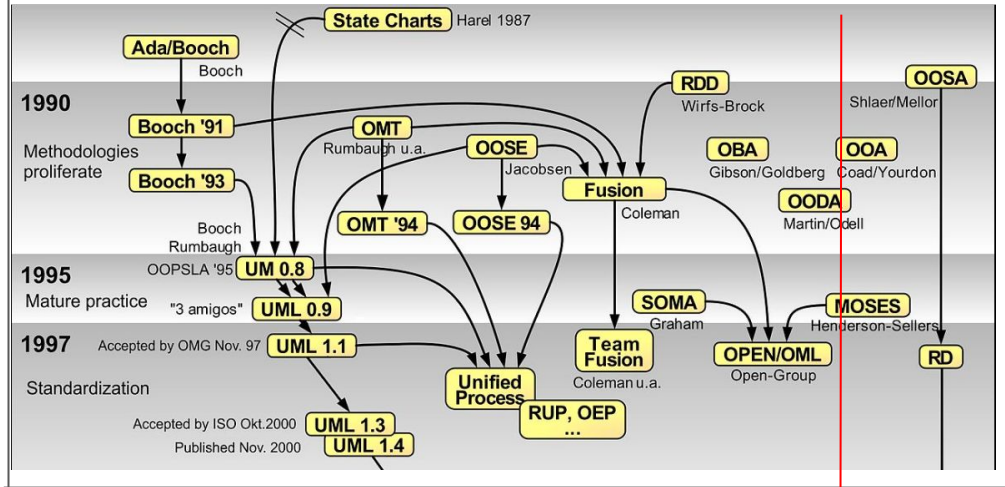 State Charts Harel 1987
Ada/Booch
Booch
OOSA
Shlaer/Mellor
RDD
Wirfs-Brock
1990
Methodologies
proliferate
Booch '91
OMT
Rumbaugh u.a.
OOSE
Jacobsen
OBA
Gibson/Goldberg
OOA
Coad/Yourdon
Booch '93
Fusion
Coleman
OODA
Martin/Odell
OMT '94
OOSE 94
Booch
Rumbaugh
OOPSLA '95 UM 0.8
1995
Mature practice
"3 amigos" UML 0.9
SOMA
Graham
MOSES
Henderson-Sellers
1997
Accepted by OMG Nov. 97 UML 1.1
Team
Fusion
Coleman u.a.
OPEN/OML
Open-Group
RD
Standardization
Unified
Process
RUP, OEP
...
Accepted by ISO Okt.2000 UML 1.3
Published Nov. 2000 UML 1.4